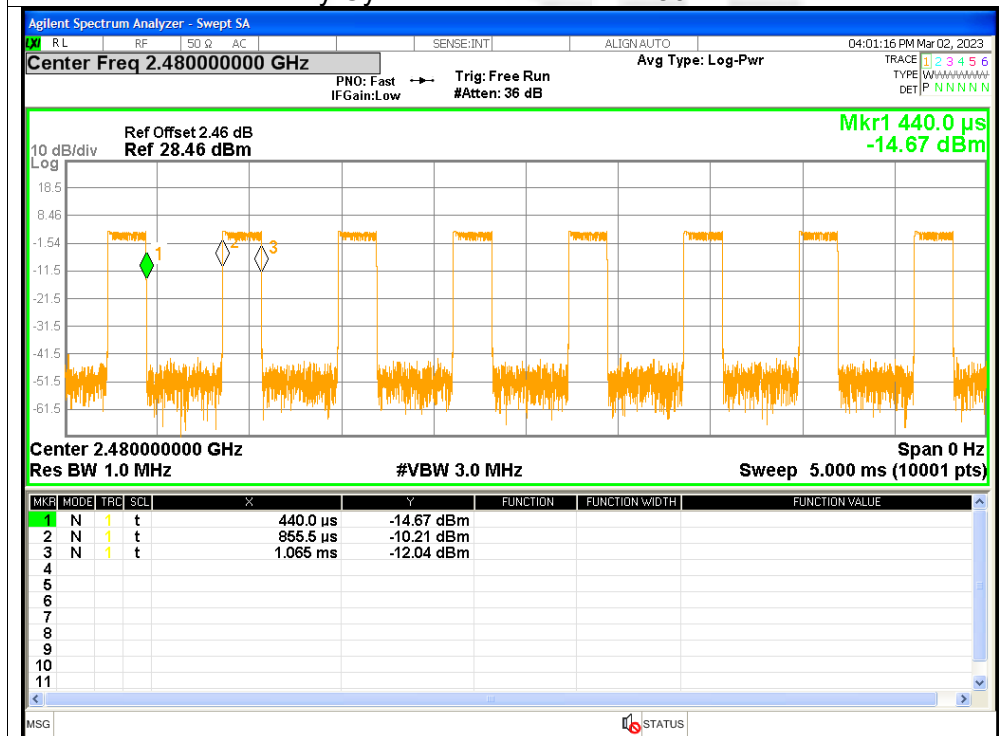 Agilent Spectrum Analyzer - Swept SA
LXI RL RF 50 Ω AC SENSE:INT ALIGNAUTO 04:01:16 PM Mar 02, 2023
Center Freq 2.480000000 GHz Avg Type: Log-Pwr TRACE 1 2 3 4 5 6
PNO: Fast Trig: Free Run TYPE WWWWWW
IFGain:Low #Atten: 36 dB DET P N N N N N
Mkr1 440.0 µs
Ref Offset 2.46 dB
10 dB/div Ref 28.46 dBm -14.67 dBm
Log
18.5
8.46
-1.54
1
2
3
-11.5
-21.5
-31.5
-41.5
-51.5
-61.5
Center 2.480000000 GHz Span 0 Hz
Res BW 1.0 MHz #VBW 3.0 MHz Sweep 5.000 ms (10001 pts)
MKR MODE TRC SCL X Y FUNCTION FUNCTION WIDTH FUNCTION VALUE
1 N 1 t 440.0 µs -14.67 dBm
2 N 1 t 855.5 µs -10.21 dBm
3 N 1 t 1.065 ms -12.04 dBm
4
5
6
7
8
9
10
11
MSG STATUS